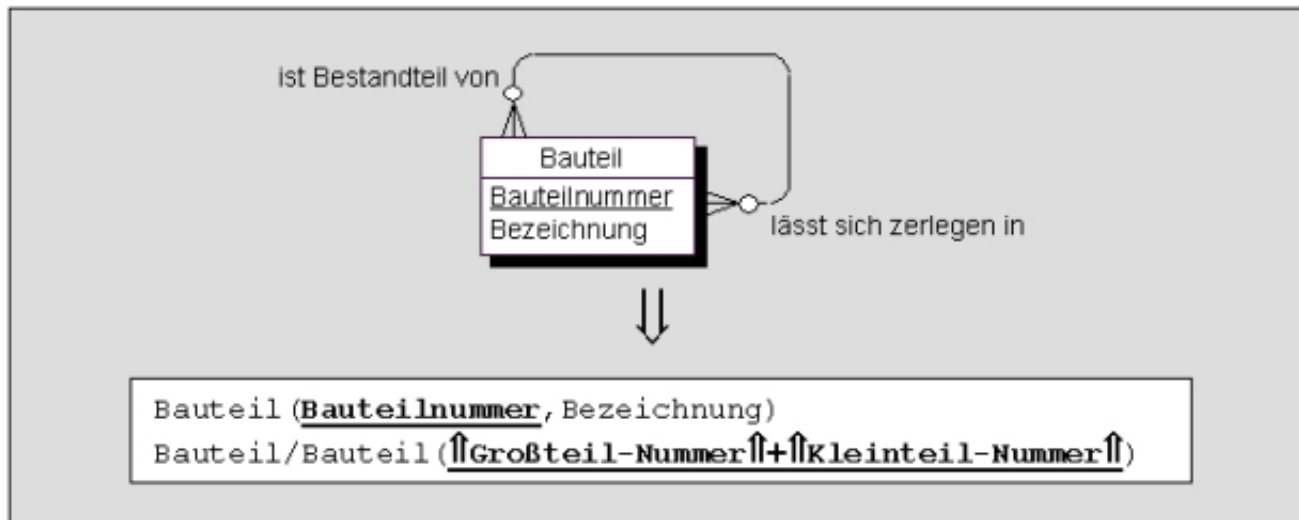 ist Bestandteil von
Bauteil
Bauteilnummer
Bezeichnung
lässt sich zerlegen in
⇓
Bauteil(Bauteilnummer,Bezeichnung)
Bauteil/Bauteil(⇑Großteil-Nummer⇑+⇑Kleinteil-Nummer⇑)